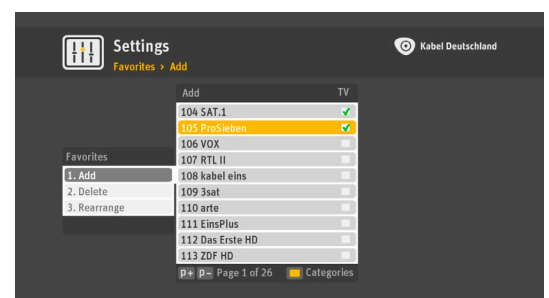 Settings
Favorites > Add
Kabel Deutschland
Add TV
104 SAT.1
105 ProSieben
106 VOX
107 RTL II
108 kabel eins
109 3sat
110 arte
111 EinsPlus
112 Das Erste HD
113 ZDF HD
Favorites
1. Add
2. Delete
3. Rearrange
p+ p- Page 1 of 26 Categories